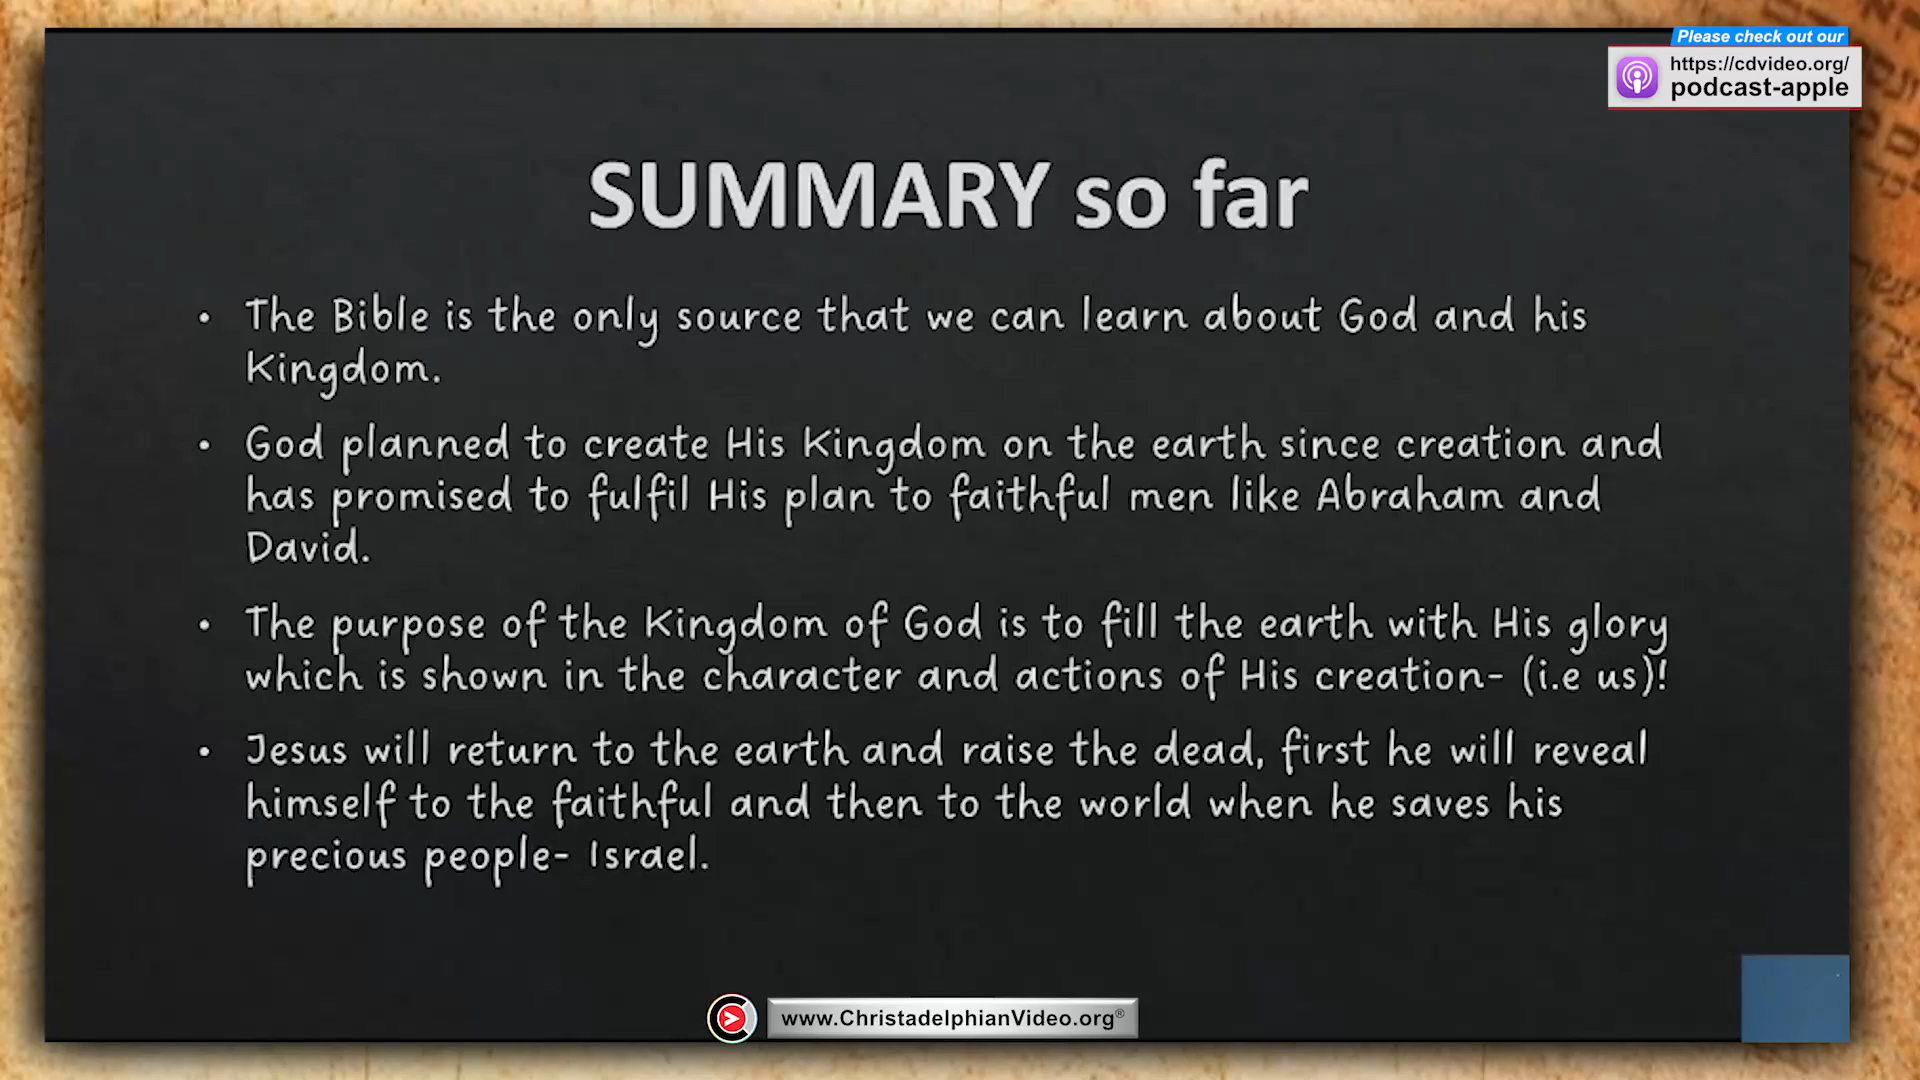 Please check out our
https://cdvideo.org/
podcast-apple
SUMMARY so far
• The Bible is the only source that we can learn about God and his
Kingdom.
• God planned to create His Kingdom on the earth since creation and
has promised to fulfil His plan to faithful men like Abraham and
David.
• The purpose of the Kingdom of God is to fill the earth with His glory
which is shown in the character and actions of His creation- (i.e us)!
• Jesus will return to the earth and raise the dead, first he will reveal
himself to the faithful and then to the world when he saves his
precious people- Israel.
www.ChristadelphianVideo.org®